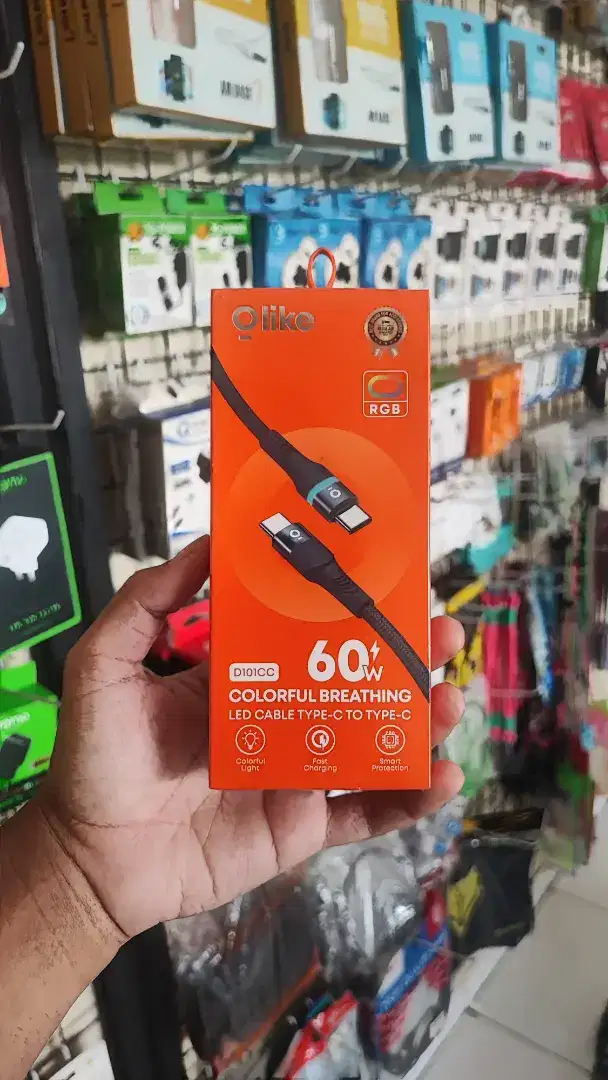 Olike
RGB
60W
D101CC
COLORFUL BREATHING
LED CABLE TYPE-C TO TYPE-C
Colorful
Light
Fast
Charging
Smart
Protection